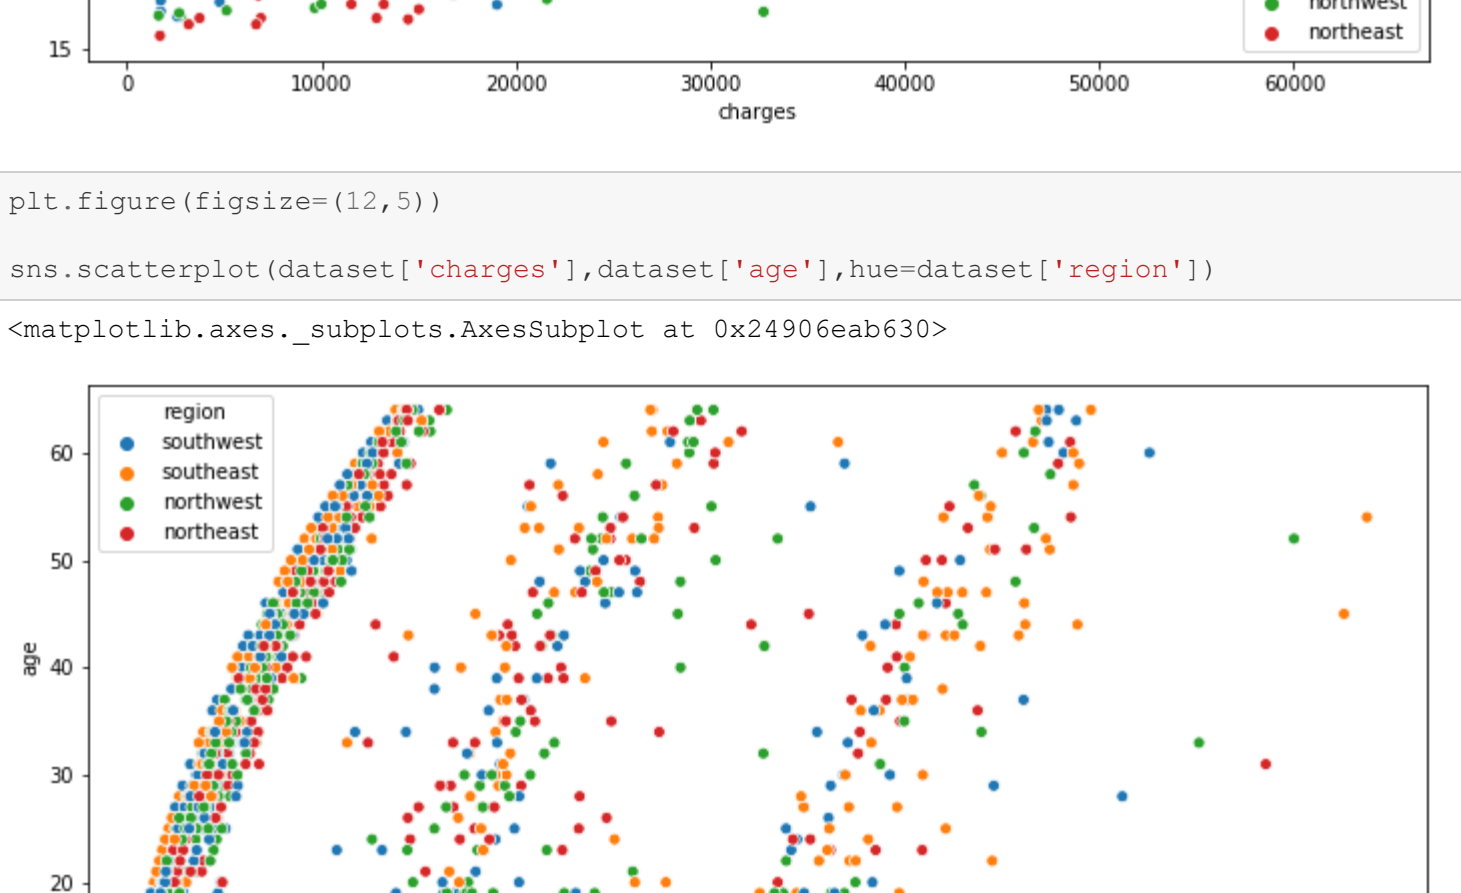 northwest
15
northeast
0 10000 20000 30000 40000 50000 60000
charges
plt.figure(figsize=(12,5))
sns.scatterplot(dataset['charges'],dataset['age'],hue=dataset['region'])
<matplotlib.axes._subplots.AxesSubplot at 0x24906eab630>
region
southwest
southeast
northwest
northeast
60
50
40
30
20
age